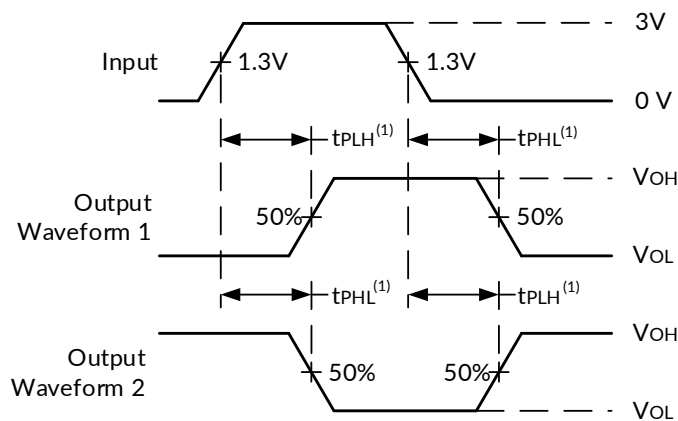 3V
Input
1.3V
1.3V
0 V
tPLH(1)
tPHL(1)
VOH
Output
Waveform 1
50%
50%
VOL
tPHL(1)
tPLH(1)
VOH
Output
Waveform 2
50%
50%
VOL